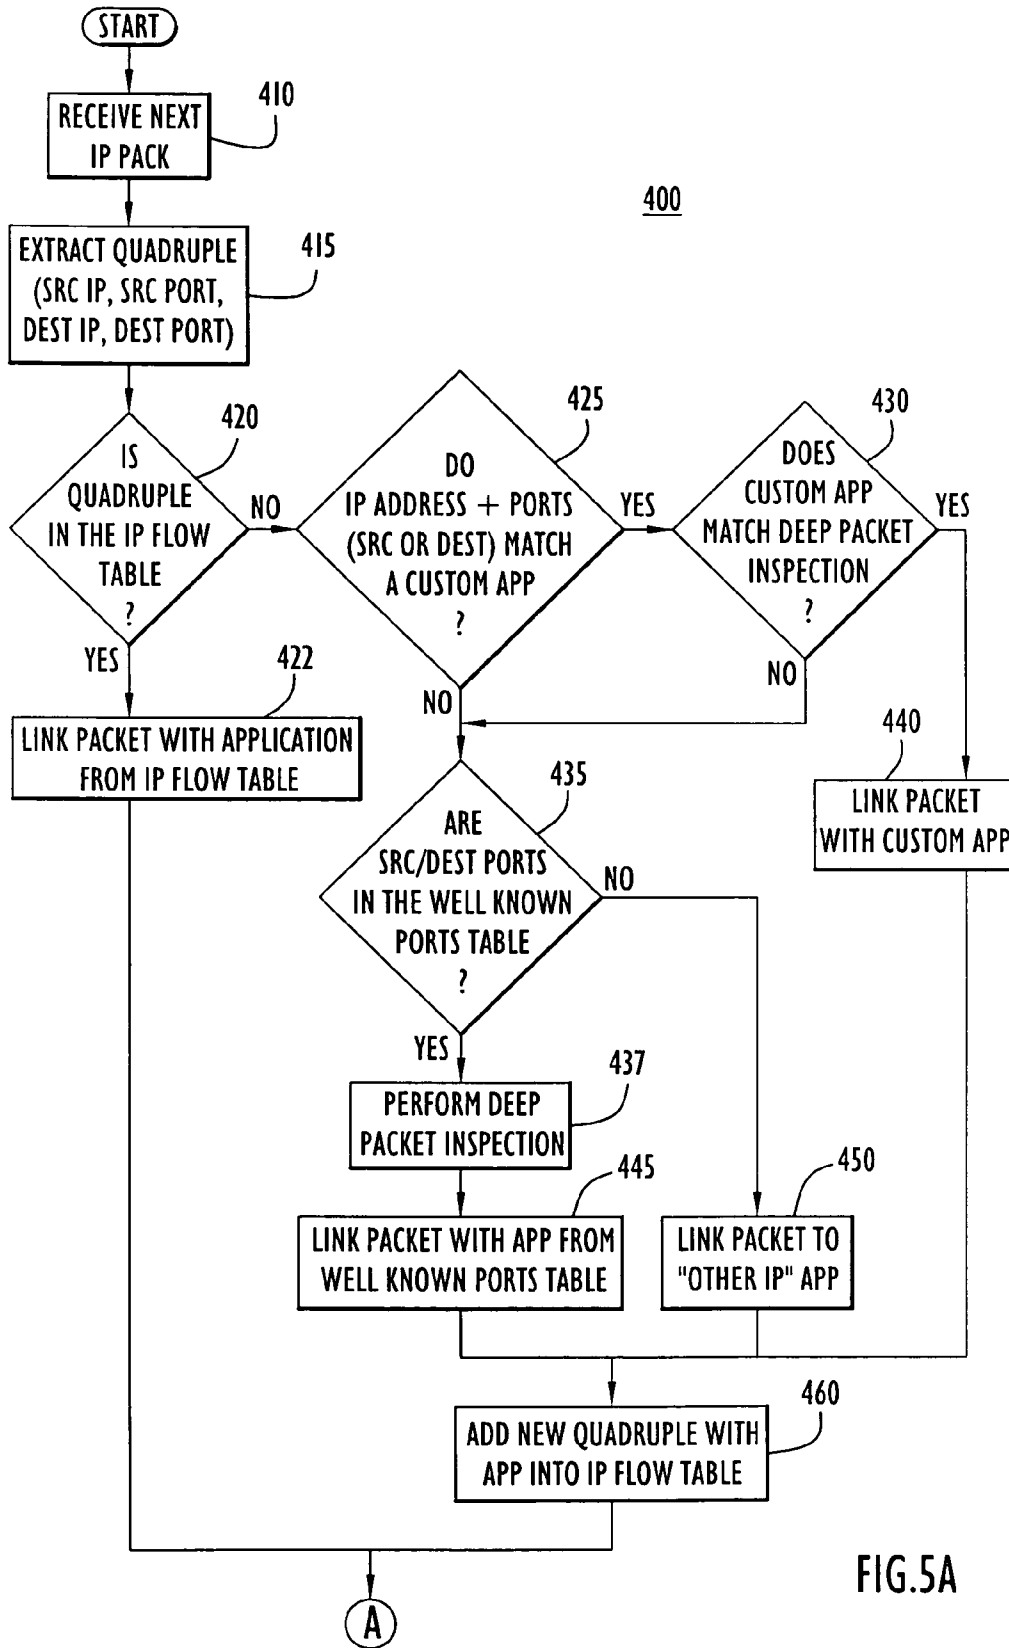 START
RECEIVE NEXT
IP PACK
410
400
EXTRACT QUADRUPLE
(SRC IP, SRC PORT,
DEST IP, DEST PORT)
415
IS
QUADRUPLE
IN THE IP FLOW
TABLE
?
420
NO
YES
DO
IP ADDRESS + PORTS
(SRC OR DEST) MATCH
A CUSTOM APP
?
425
YES
NO
DOES
CUSTOM APP
MATCH DEEP PACKET
INSPECTION
?
430
YES
NO
LINK PACKET WITH APPLICATION
FROM IP FLOW TABLE
422
ARE
SRC/DEST PORTS
IN THE WELL KNOWN
PORTS TABLE
?
435
NO
YES
LINK PACKET
WITH CUSTOM APP
440
PERFORM DEEP
PACKET INSPECTION
437
LINK PACKET WITH APP FROM
WELL KNOWN PORTS TABLE
445
LINK PACKET TO
"OTHER IP" APP
450
ADD NEW QUADRUPLE WITH
APP INTO IP FLOW TABLE
460
A
FIG.5A